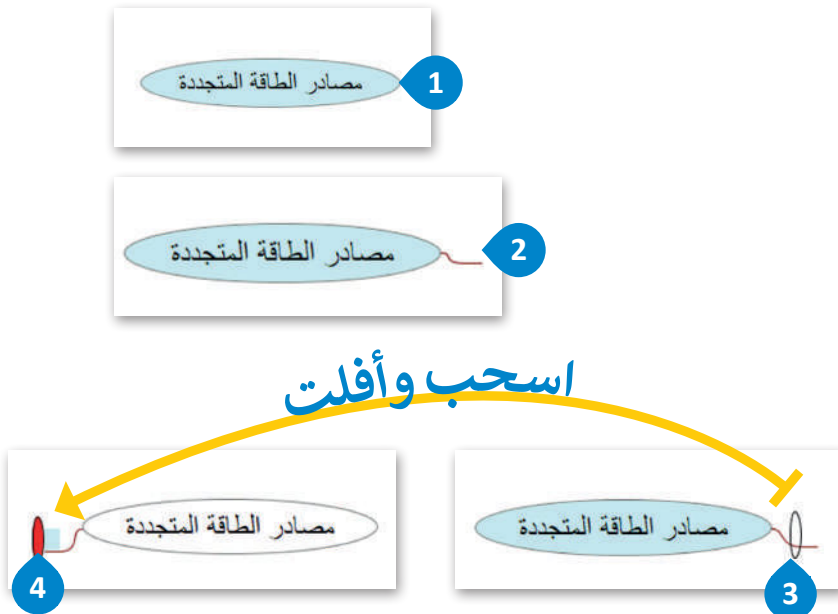 مصادر الطاقة المتجددة
1
مصادر الطاقة المتجددة
2
اسحب وأفلت
مصادر الطاقة المتجددة
3
مصادر الطاقة المتجددة
4